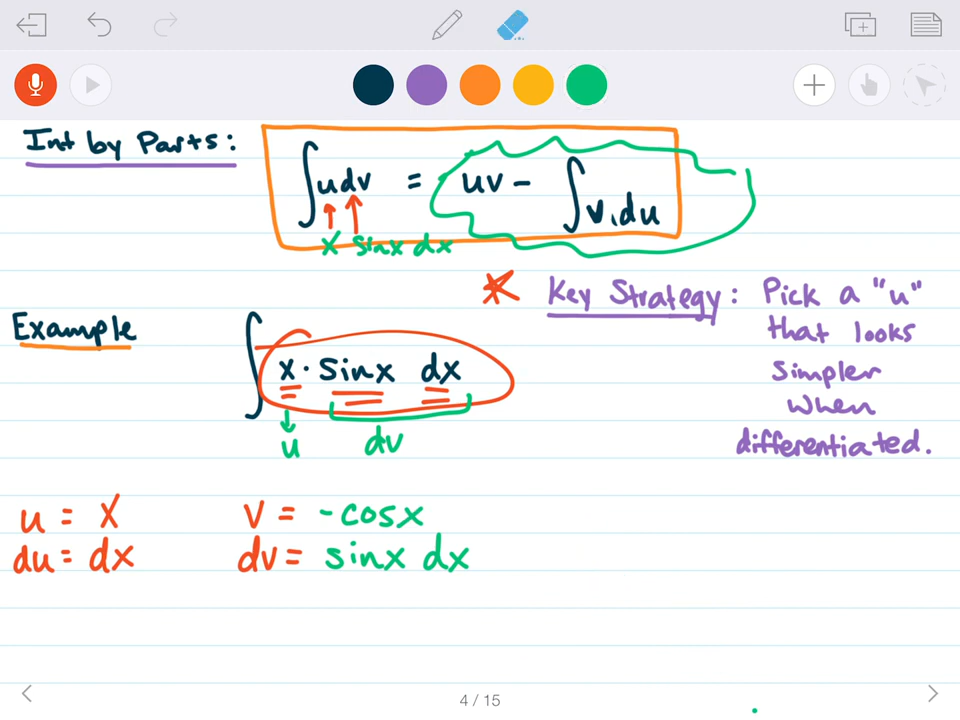 Int by Parts:
∫ u dv = uv - ∫ v, du
x sinx dx
Key Strategy: Pick a "u"
that looks
simpler
when
differentiated.
Example
∫ x · sinx dx
u dv
u = x v = -cosx
du = dx dv = sinx dx
4 / 15